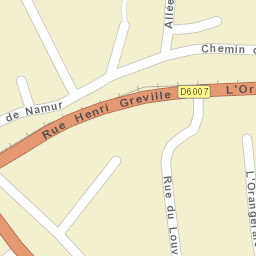 Allée
Chemin d
de Namur
Rue Henri Greville
D6007
L'Or
Rue du Louv
L'Orangerai